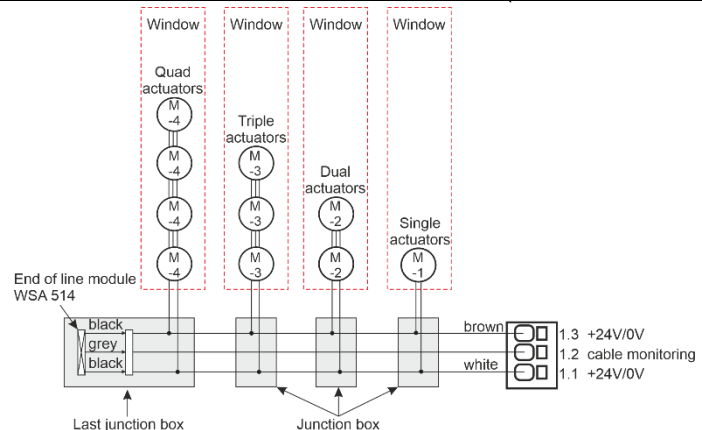 Window Window Window Window
Quad
actuators
M
-4
M
-4
M
-4
M
-4
Triple
actuators
M
-3
M
-3
M
-3
Dual
actuators
M
-2
M
-2
Single
actuators
M
-1
End of line module
WSA 514
black
grey
black
brown
white
1.3 +24V/0V
1.2 cable monitoring
1.1 +24V/0V
Last junction box
Junction box